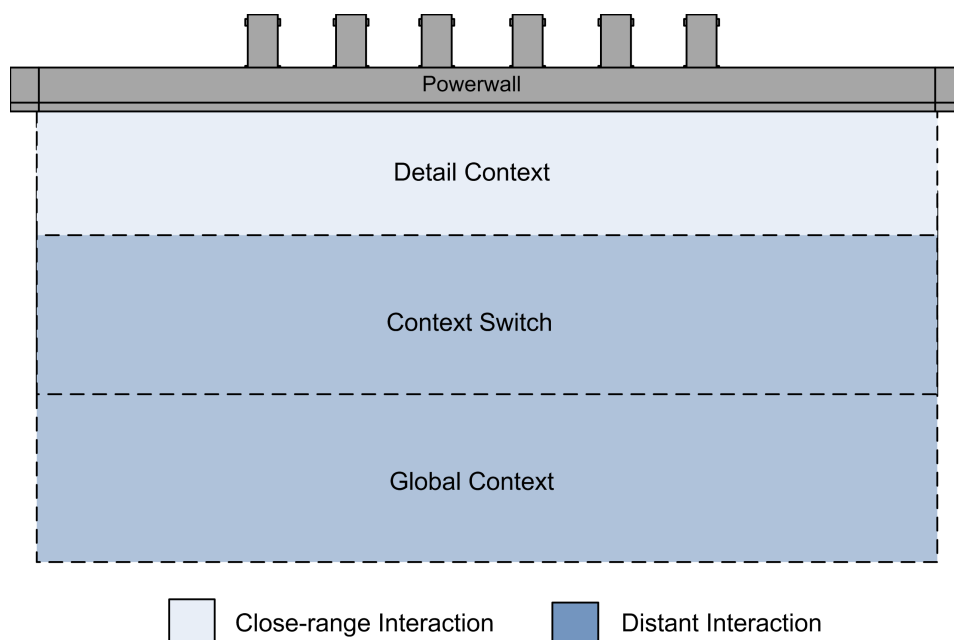 Powerwall
Detail Context
Context Switch
Global Context
Close-range Interaction
Distant Interaction